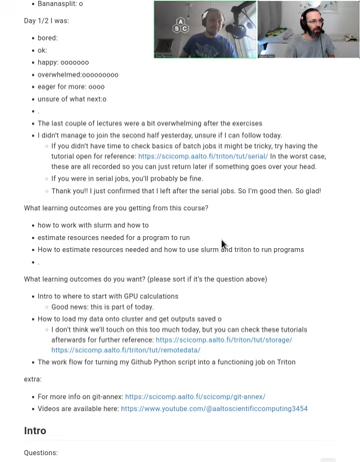 • Bananasplit: o
Day 1/2 I was:
• bored:
• ok:
• happy: ooooooo
• overwhelmed:ooooooooo
• eager for more: oooo
• unsure of what next:o
• .
• The last couple of lectures were a bit overwhelming after the exercises
• I didn't manage to join the second half yesterday, unsure if I can follow today.
◦ If you didn't have time to check basics of batch jobs it might be tricky, try having the
tutorial open for reference: https://scicomp.aalto.fi/triton/tut/serial/ In the worst case,
these are all recorded so you can just return later if something goes over your head.
◦ If you were in serial jobs, you'll probably be fine.
◦ Thank you!! I just confirmed that I left after the serial jobs. So I'm good then. So glad!
What learning outcomes are you getting from this course?
• how to work with slurm and how to
• estimate resources needed for a program to run
• How to estimate resources needed and how to use slurm and triton to run programs
• .
What learning outcomes do you want? (please sort if it's the question above)
• Intro to where to start with GPU calculations
◦ Good news: this is part of today.
• How to load my data onto cluster and get outputs saved o
◦ I don't think we'll touch on this too much today, but you can check these tutorials
afterwards for further reference: https://scicomp.aalto.fi/triton/tut/storage/
https://scicomp.aalto.fi/triton/tut/remotedata/
• The work flow for turning my Github Python script into a functioning job on Triton
extra:
• For more info on git-annex: https://scicomp.aalto.fi/scicomp/git-annex/
• Videos are available here: https://www.youtube.com/@aaltoscientificcomputing3454
Intro
Questions: